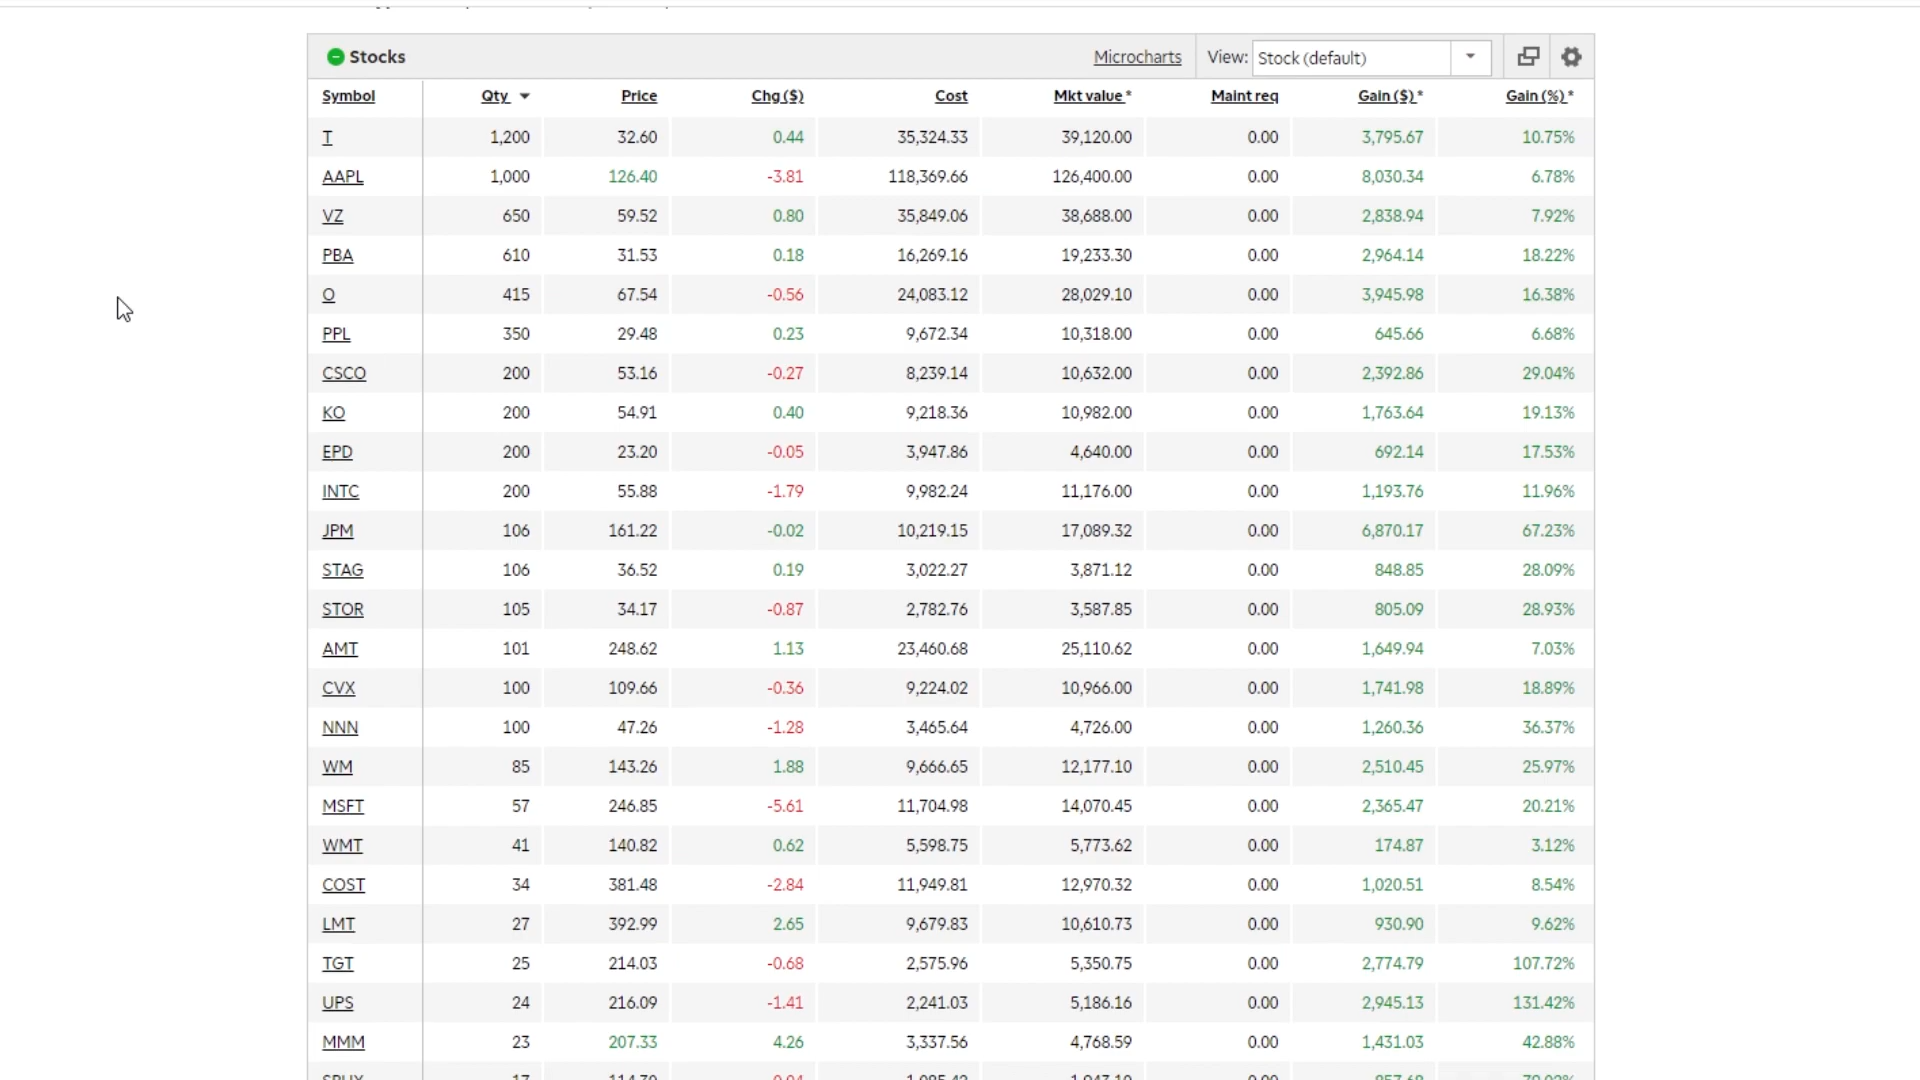 Stocks Microcharts View: Stock (default)
Symbol Qty Price Chg ($) Cost Mkt value * Maint req Gain ($) * Gain (%) *
T 1,200 32.60 0.44 35,324.33 39,120.00 0.00 3,795.67 10.75%
AAPL 1,000 126.40 -3.81 118,369.66 126,400.00 0.00 8,030.34 6.78%
VZ 650 59.52 0.80 35,849.06 38,688.00 0.00 2,838.94 7.92%
PBA 610 31.53 0.18 16,269.16 19,233.30 0.00 2,964.14 18.22%
O 415 67.54 -0.56 24,083.12 28,029.10 0.00 3,945.98 16.38%
PPL 350 29.48 0.23 9,672.34 10,318.00 0.00 645.66 6.68%
CSCO 200 53.16 -0.27 8,239.14 10,632.00 0.00 2,392.86 29.04%
KO 200 54.91 0.40 9,218.36 10,982.00 0.00 1,763.64 19.13%
EPD 200 23.20 -0.05 3,947.86 4,640.00 0.00 692.14 17.53%
INTC 200 55.88 -1.79 9,982.24 11,176.00 0.00 1,193.76 11.96%
JPM 106 161.22 -0.02 10,219.15 17,089.32 0.00 6,870.17 67.23%
STAG 106 36.52 0.19 3,022.27 3,871.12 0.00 848.85 28.09%
STOR 105 34.17 -0.87 2,782.76 3,587.85 0.00 805.09 28.93%
AMT 101 248.62 1.13 23,460.68 25,110.62 0.00 1,649.94 7.03%
CVX 100 109.66 -0.36 9,224.02 10,966.00 0.00 1,741.98 18.89%
NNN 100 47.26 -1.28 3,465.64 4,726.00 0.00 1,260.36 36.37%
WM 85 143.26 1.88 9,666.65 12,177.10 0.00 2,510.45 25.97%
MSFT 57 246.85 -5.61 11,704.98 14,070.45 0.00 2,365.47 20.21%
WMT 41 140.82 0.62 5,598.75 5,773.62 0.00 174.87 3.12%
COST 34 381.48 -2.84 11,949.81 12,970.32 0.00 1,020.51 8.54%
LMT 27 392.99 2.65 9,679.83 10,610.73 0.00 930.90 9.62%
TGT 25 214.03 -0.68 2,575.96 5,350.75 0.00 2,774.79 107.72%
UPS 24 216.09 -1.41 2,241.03 5,186.16 0.00 2,945.13 131.42%
MMM 23 207.33 4.26 3,337.56 4,768.59 0.00 1,431.03 42.88%